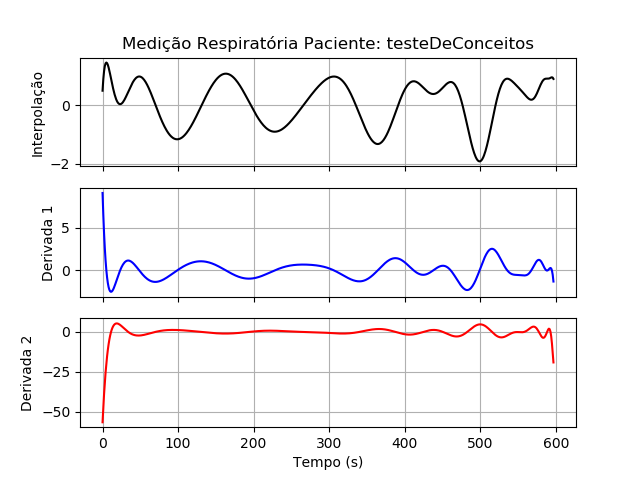 Medição Respiratória Paciente: testeDeConceitos
Interpolação
0
−2
Derivada 1
5
0
Derivada 2
0
−25
−50
0 100 200 300 400 500 600
Tempo (s)